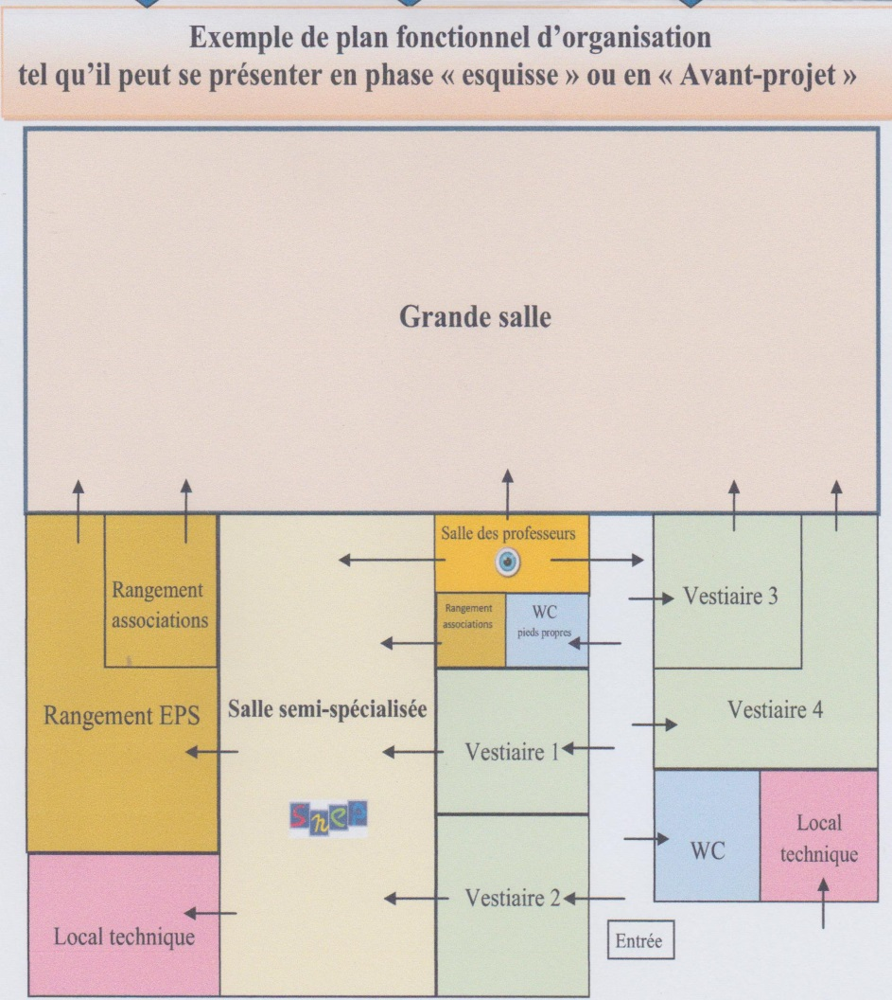 Exemple de plan fonctionnel d'organisation
tel qu'il peut se présenter en phase « esquisse » ou en « Avant-projet »
Grande salle
Salle des professeurs
Rangement
associations
Rangement
associations
WC
pieds propres
Vestiaire 3
Rangement EPS
Salle semi-spécialisée
Vestiaire 1
Vestiaire 4
snep
WC
Local
technique
Local technique
Vestiaire 2
Entrée